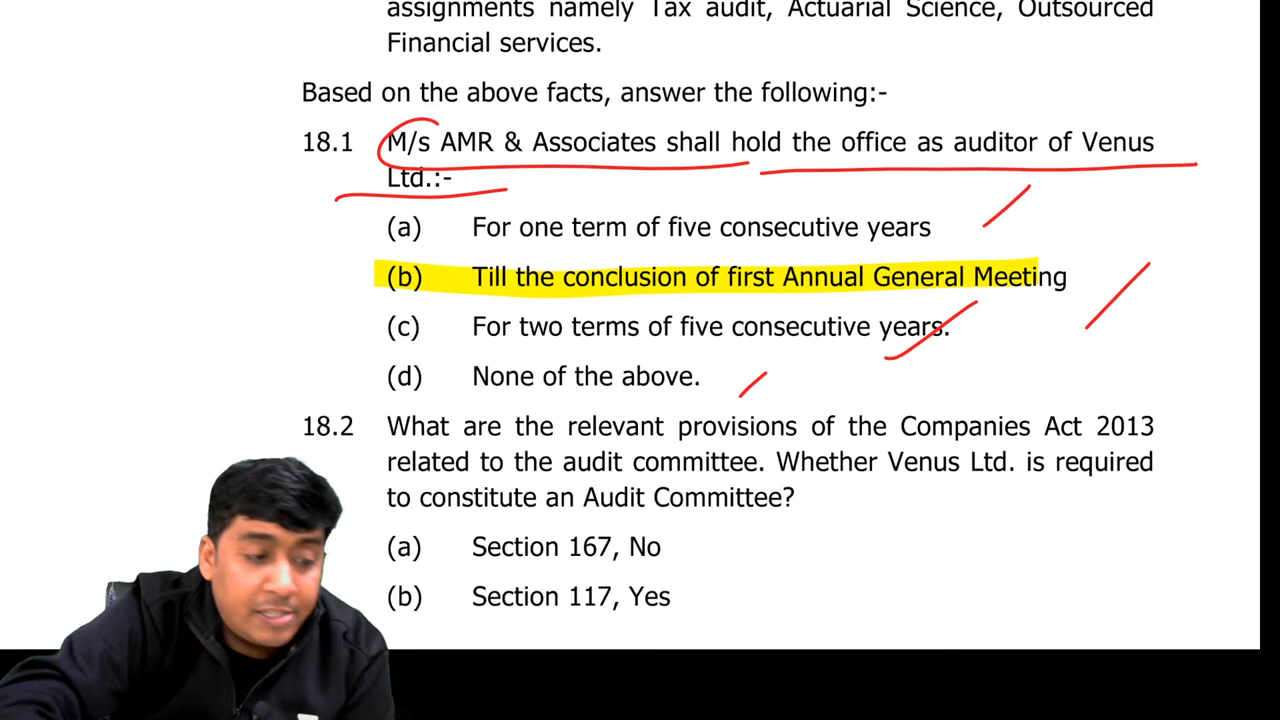 assignments namely Tax audit, Actuarial Science, Outsourced
Financial services.
Based on the above facts, answer the following:-
18.1 M/s AMR & Associates shall hold the office as auditor of Venus
Ltd.:-
(a) For one term of five consecutive years
(b) Till the conclusion of first Annual General Meeting
(c) For two terms of five consecutive years.
(d) None of the above.
18.2 What are the relevant provisions of the Companies Act 2013
related to the audit committee. Whether Venus Ltd. is required
to constitute an Audit Committee?
(a) Section 167, No
(b) Section 117, Yes